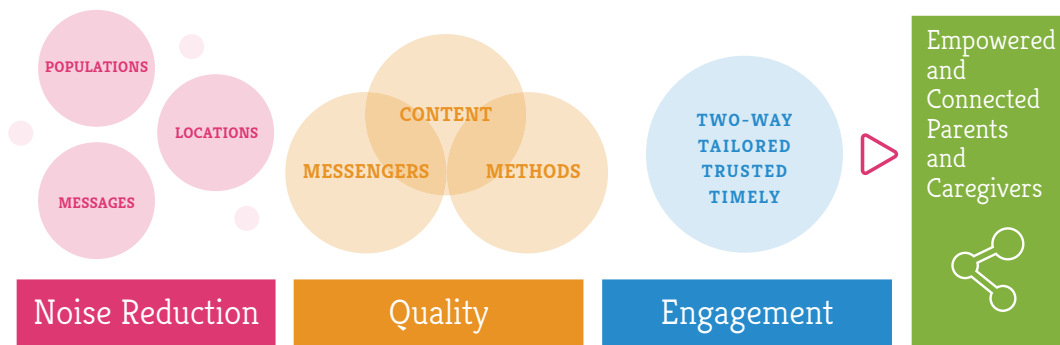 POPULATIONS
LOCATIONS
MESSAGES
Noise Reduction
CONTENT
MESSENGERS
METHODS
Quality
TWO-WAY
TAILORED
TRUSTED
TIMELY
Engagement
Empowered
and
Connected
Parents
and
Caregivers